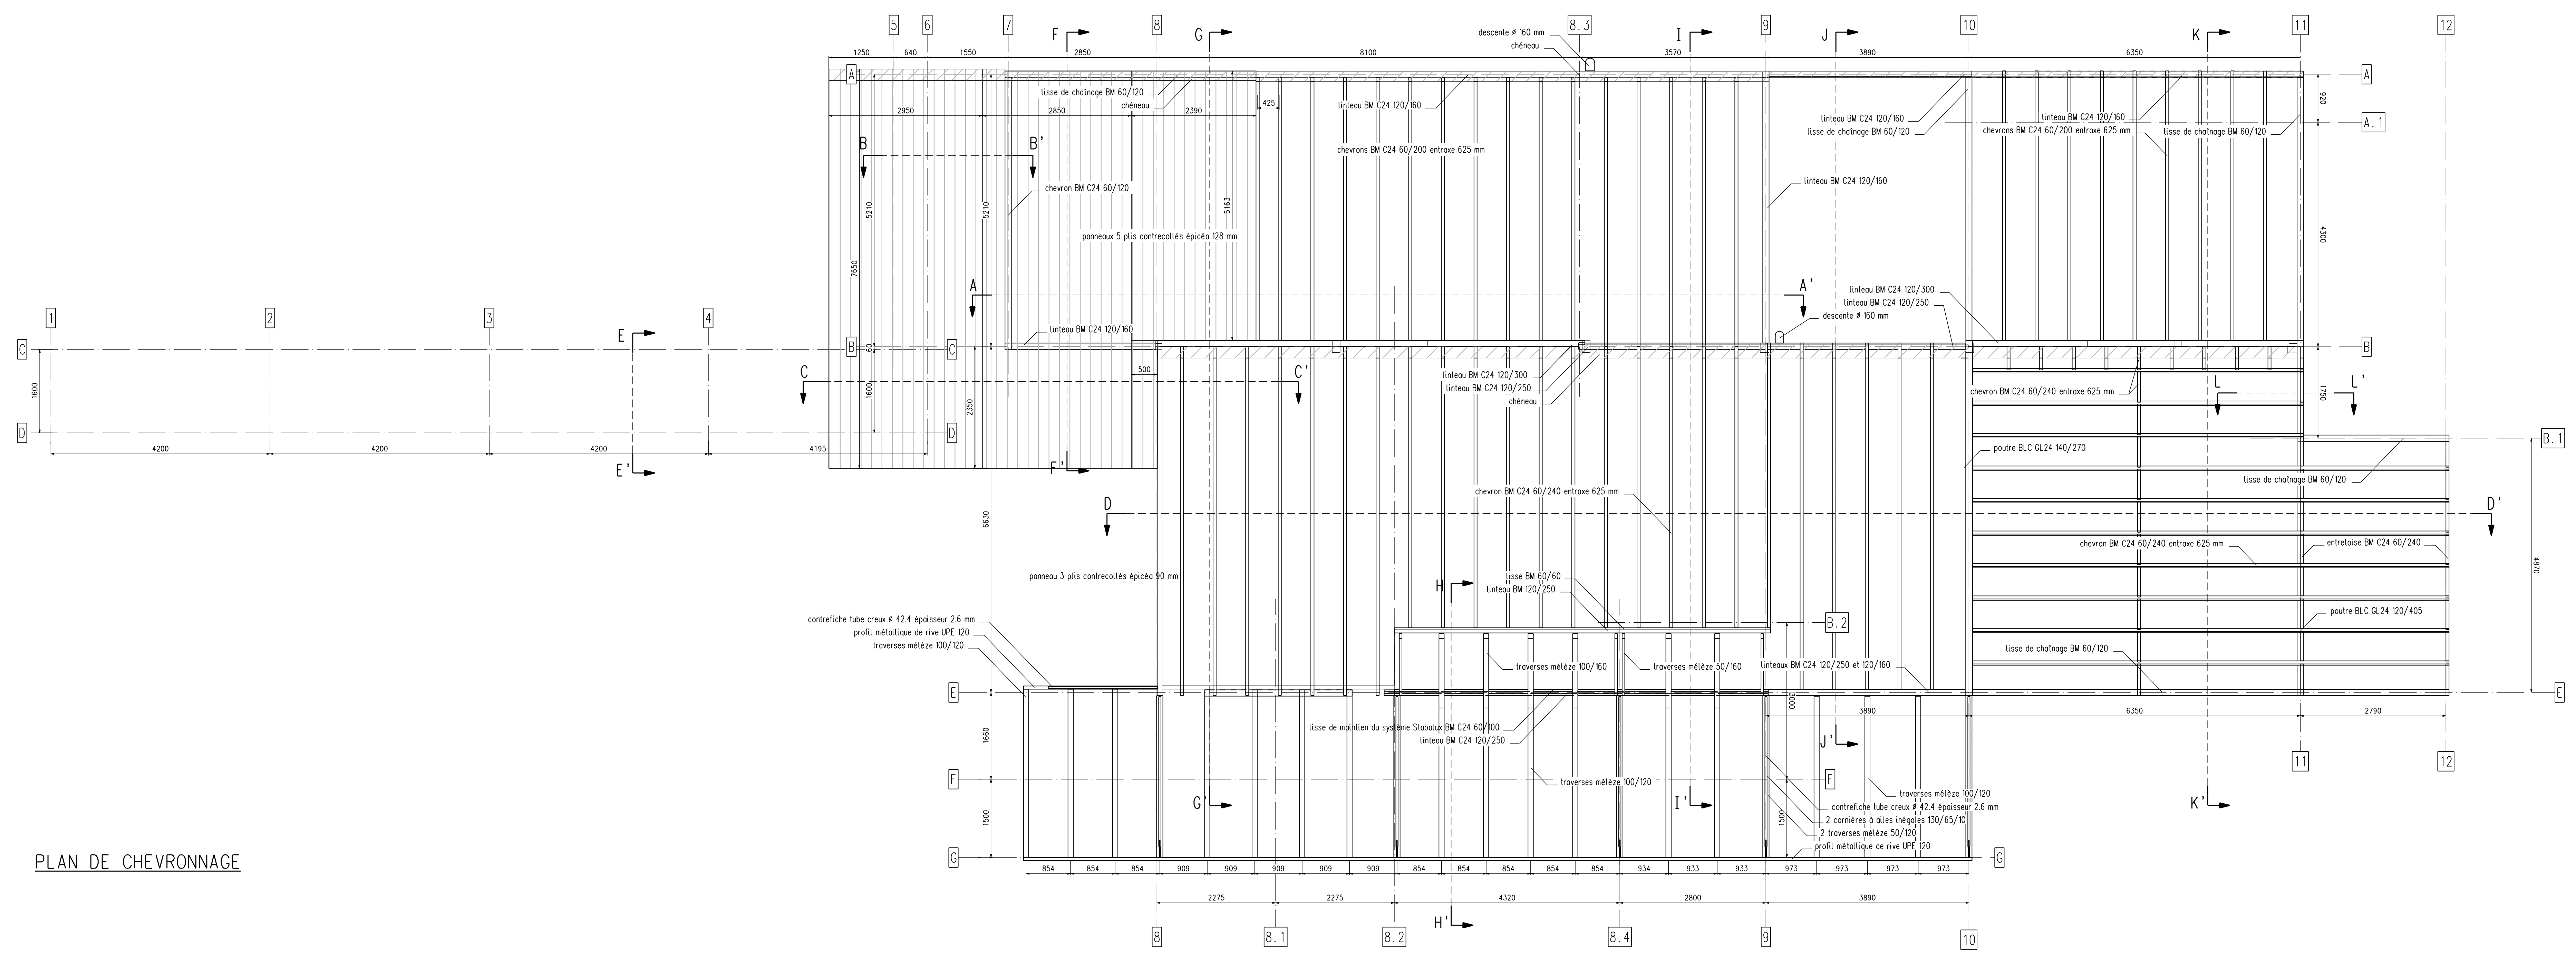 5 6 7 8 8.3 9 10 11 12
F G I J K
descente ø 160 mm
chéneau
1250 640 1550 2850 8100 3570 3890 6350
A A
lisse de chaînage BM 60/120
chéneau
425
linteau BM C24 120/160
2950 2850 2390
linteau BM C24 120/160
lisse de chaînage BM 60/120
linteau BM C24 120/160
chevrons BM C24 60/200 entraxe 625 mm
lisse de chaînage BM 60/120
920
A.1
B B'
chevrons BM C24 60/200 entraxe 625 mm
chevron BM C24 60/120
linteau BM C24 120/160
5210 5210 5163
panneaux 5 plis contrecollés épicéa 128 mm
4300
7650
A A'
linteau BM C24 120/300
linteau BM C24 120/250
descente ø 160 mm
1 2 3 4
E
linteau BM C24 120/160
C B 60 C B
C C'
500
linteau BM C24 120/300
linteau BM C24 120/250
chéneau
chevron BM C24 60/240 entraxe 625 mm
L L'
1600 1600 2350 1750
D D
B.1
4200 4200 4200 4195
E' F'
poutre BLC GL24 140/270
lisse de chaînage BM 60/120
chevron BM C24 60/240 entraxe 625 mm
D D'
6630
chevron BM C24 60/240 entraxe 625 mm
entretoise BM C24 60/240
4870
panneau 3 plis contrecollés épicéa 90 mm
H
lisse BM 60/60
linteau BM 120/250
poutre BLC GL24 120/405
contrefiche tube creux ø 42.4 épaisseur 2.6 mm
profil métallique de rive UPE 120
traverses mélèze 100/120
B.2
traverses mélèze 100/160
traverses mélèze 50/160
linteaux BM C24 120/250 et 120/160
lisse de chaînage BM 60/120
E E
3000
3890 6350 2790
lisse de maintien du système Stabalux BM C24 60/100
linteau BM C24 120/250
1660
J'
11 12
F F
traverses mélèze 100/120
traverses mélèze 100/120
G' I' K'
contrefiche tube creux ø 42.4 épaisseur 2.6 mm
2 cornières à ailes inégales 130/65/10
2 traverses mélèze 50/120
profil métallique de rive UPE 120
1500 1500
G G
PLAN DE CHEVRONNAGE
854 854 854 909 909 909 909 909 854 854 854 854 854 934 933 933 973 973 973 973
2275 2275 4320 2800 3890
H'
8 8.1 8.2 8.4 9 10